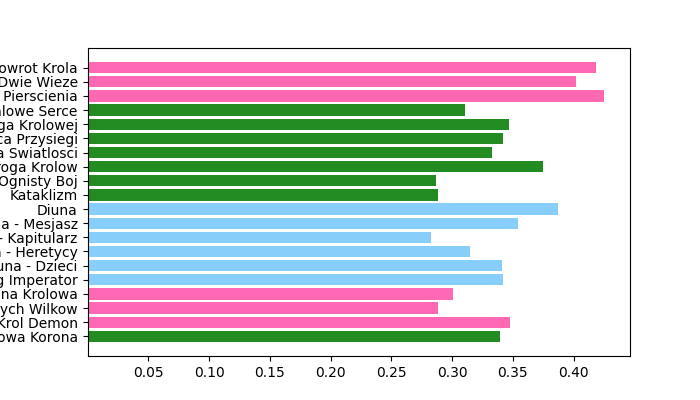 owrot Krola
Dwie Wieze
Pierscienia
lowe Serce
ga Krolowej
ca Przysiegi
a Swiatlosci
roga Krolow
Ognisty Boj
Kataklizm
Diuna
a - Mesjasz
- Kapitularz
- Heretycy
una - Dzieci
g Imperator
na Krolowa
ych Wilkow
Krol Demon
owa Korona
0.05 0.10 0.15 0.20 0.25 0.30 0.35 0.40